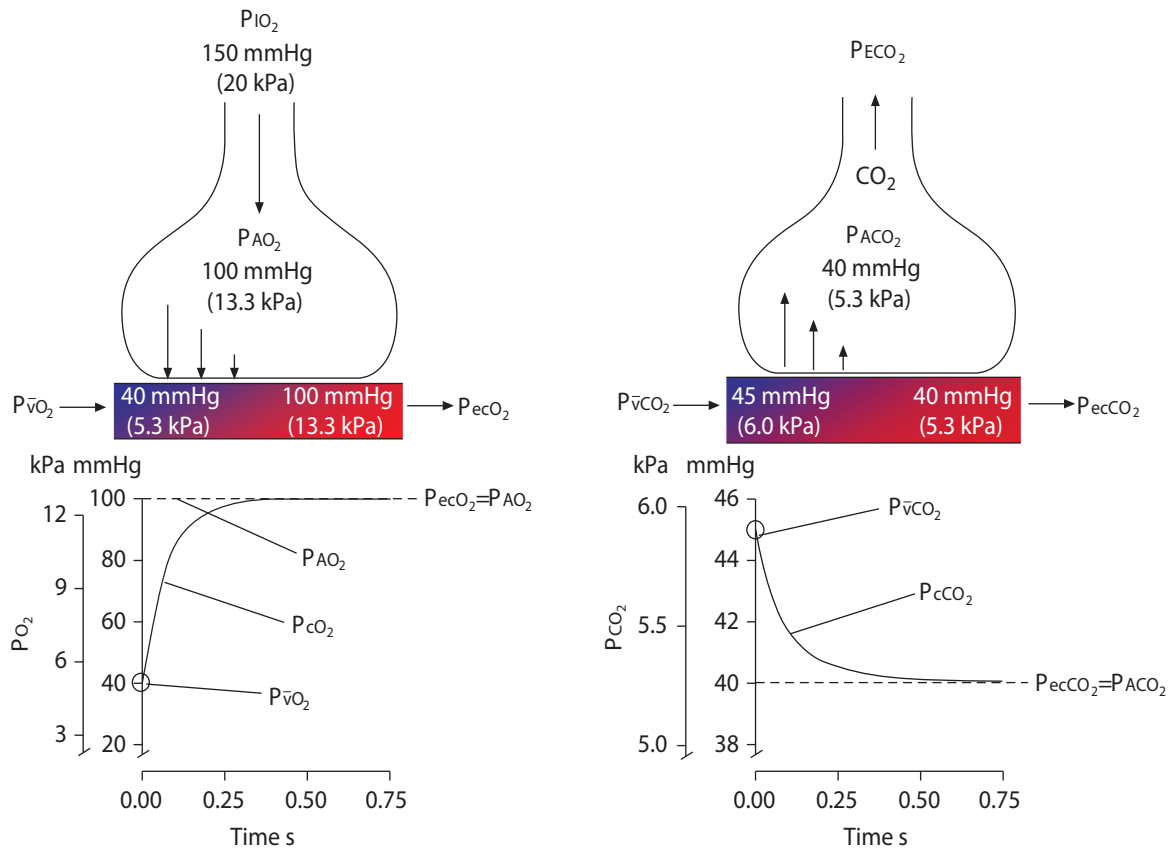 PIO₂
150 mmHg
(20 kPa)
PAO₂
100 mmHg
(13.3 kPa)
Pv̄O₂
40 mmHg
(5.3 kPa)
100 mmHg
(13.3 kPa)
PecO₂
kPa mmHg
PO₂
12
9
6
3
100
80
60
40
20
PecO₂=PAO₂
PAO₂
PcO₂
Pv̄O₂
0.00 0.25 0.50 0.75
Time s
PECO₂
CO₂
PACO₂
40 mmHg
(5.3 kPa)
Pv̄CO₂
45 mmHg
(6.0 kPa)
40 mmHg
(5.3 kPa)
PecCO₂
kPa mmHg
PCO₂
6.0
5.5
5.0
46
44
42
40
38
Pv̄CO₂
PcCO₂
PecCO₂=PACO₂
0.00 0.25 0.50 0.75
Time s